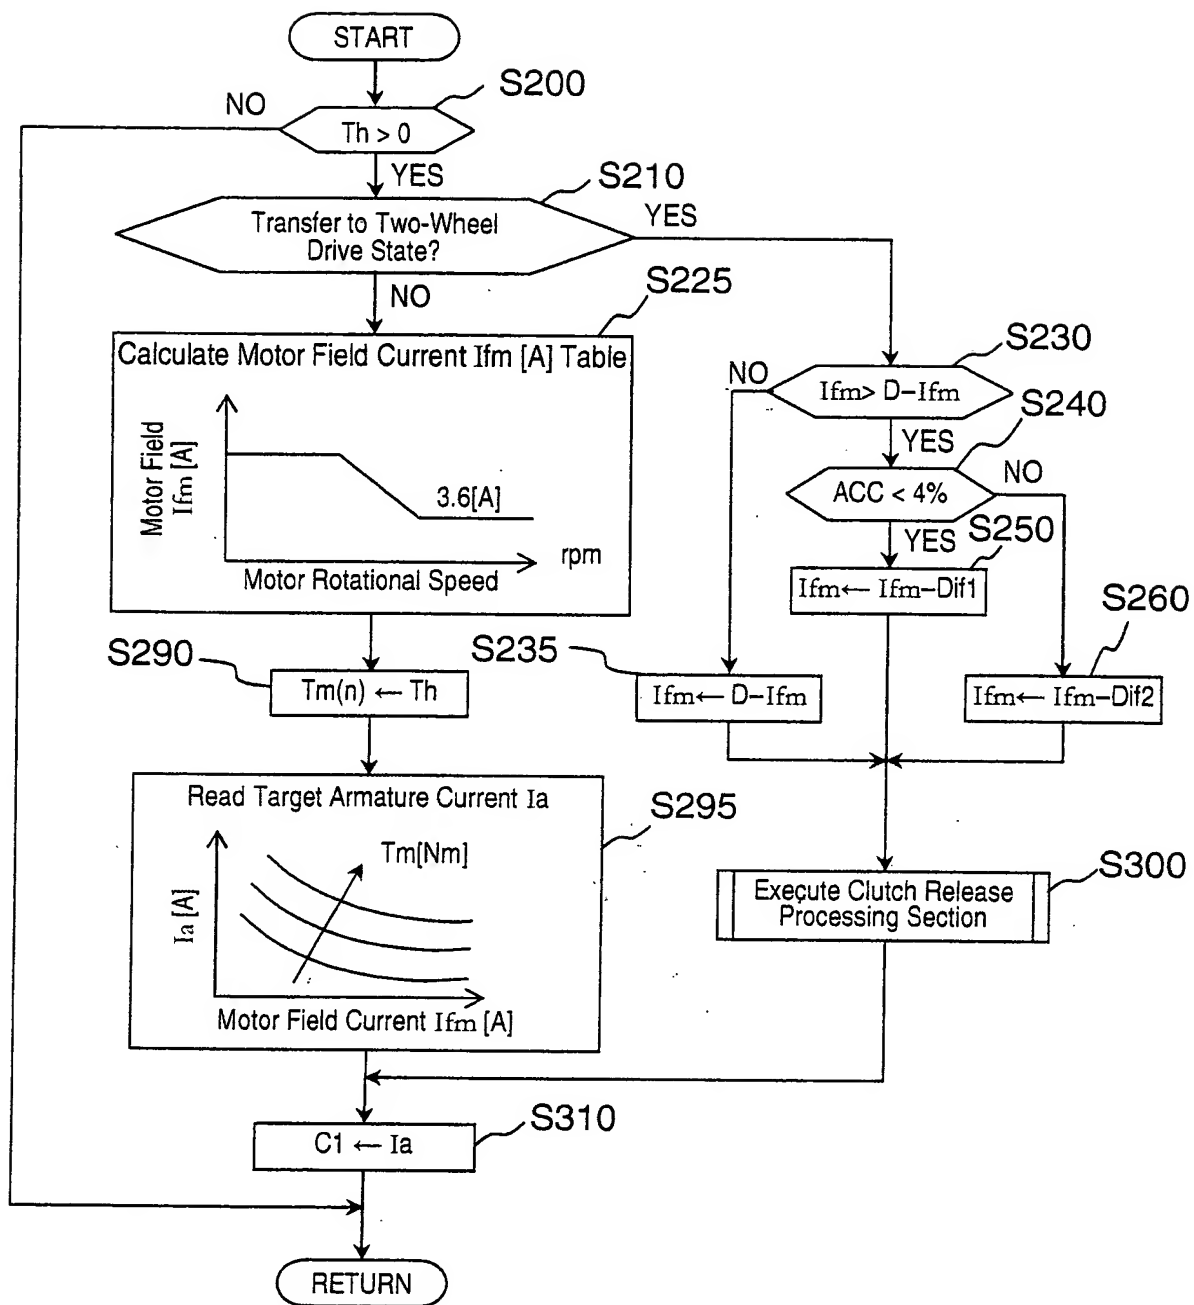 START
S200
NO
Th > 0
YES
S210
Transfer to Two-Wheel
Drive State?
YES
NO
S225
Calculate Motor Field Current Ifm [A] Table
Motor Field
Ifm [A]
3.6[A]
rpm
Motor Rotational Speed
S230
NO
Ifm> D-Ifm
S240
YES
ACC < 4%
NO
S250
YES
Ifm← Ifm-Dif1
S260
S290
Tm(n) ← Th
S235
Ifm← D-Ifm
Ifm← Ifm-Dif2
Read Target Armature Current Ia
S295
Tm[Nm]
Ia [A]
Motor Field Current Ifm [A]
S300
Execute Clutch Release
Processing Section
S310
C1 ← Ia
RETURN